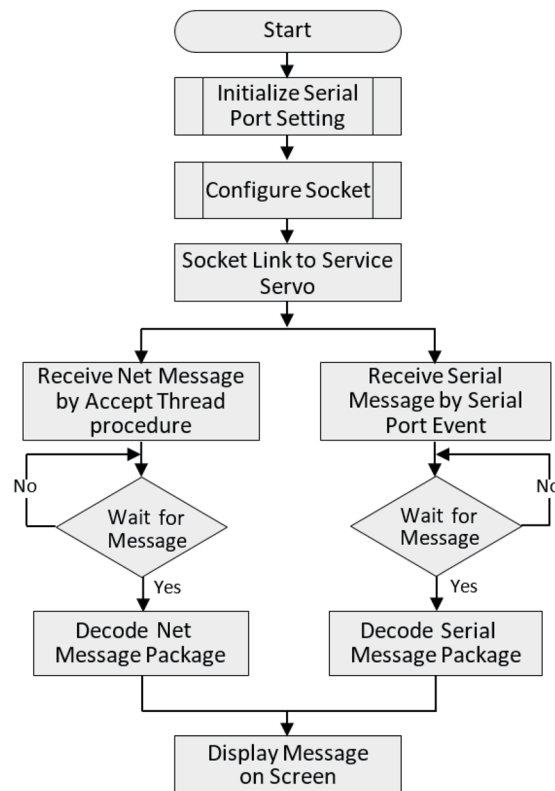 Start
Initialize Serial
Port Setting
Configure Socket
Socket Link to Service
Servo
Receive Net Message
by Accept Thread
procedure
Receive Serial
Message by Serial
Port Event
No
Wait for
Message
Wait for
Message
No
Yes
Yes
Decode Net
Message Package
Decode Serial
Message Package
Display Message
on Screen